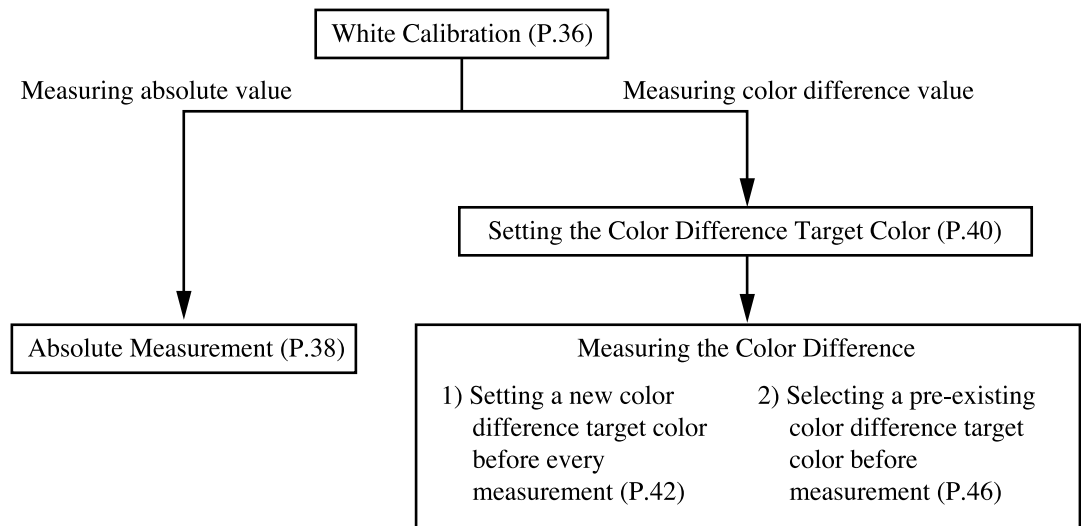 White Calibration (P.36)
Measuring absolute value
Measuring color difference value
Setting the Color Difference Target Color (P.40)
Absolute Measurement (P.38)
Measuring the Color Difference
1) Setting a new color
difference target color
before every
measurement (P.42)
2) Selecting a pre-existing
color difference target
color before
measurement (P.46)